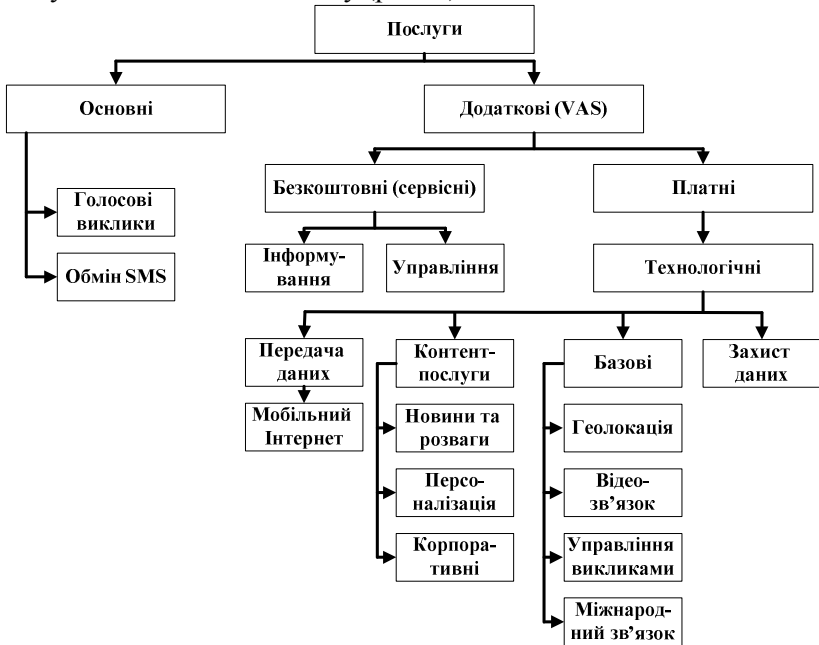 Послуги
Основні
Додаткові (VAS)
Безкоштовні (сервісні)
Платні
Голосові
виклики
Інформу-
вання
Управління
Технологічні
Обмін SMS
Передача
даних
Контент-
послуги
Базові
Захист
даних
Мобільний
Інтернет
Новини та
розваги
Геолокація
Персо-
налізація
Відео-
зв’язок
Корпора-
тивні
Управління
викликами
Міжнарод-
ний зв’язок